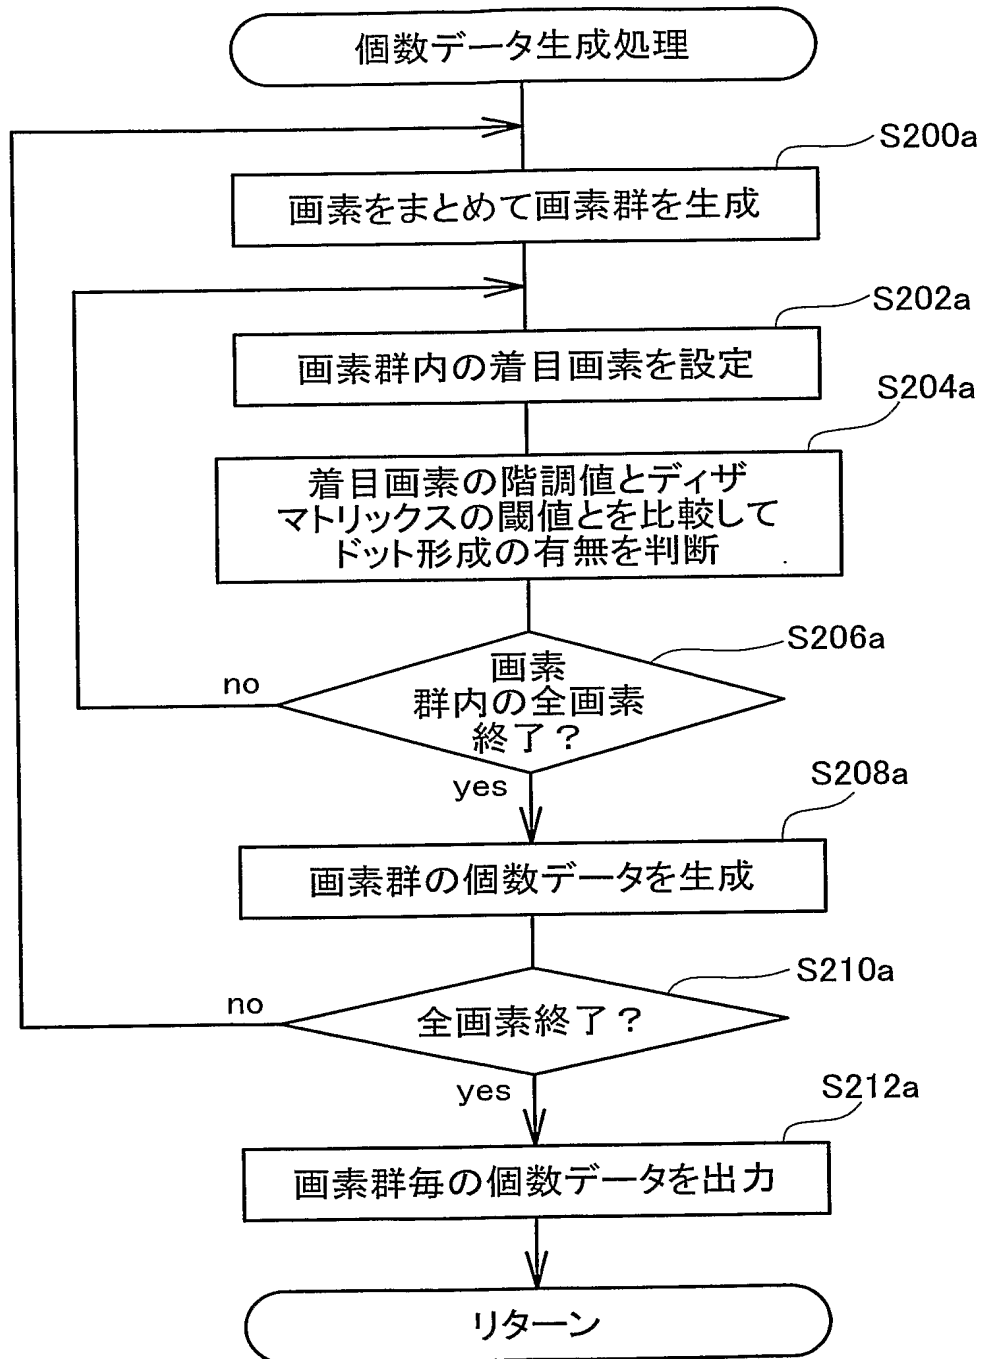 個数データ生成処理
S200a
画素をまとめて画素群を生成
S202a
画素群内の着目画素を設定
S204a
着目画素の階調値とディザ
マトリックスの閾値とを比較して
ドット形成の有無を判断
S206a
画素
群内の全画素
終了？
no
yes
S208a
画素群の個数データを生成
S210a
全画素終了？
no
yes
S212a
画素群毎の個数データを出力
リターン